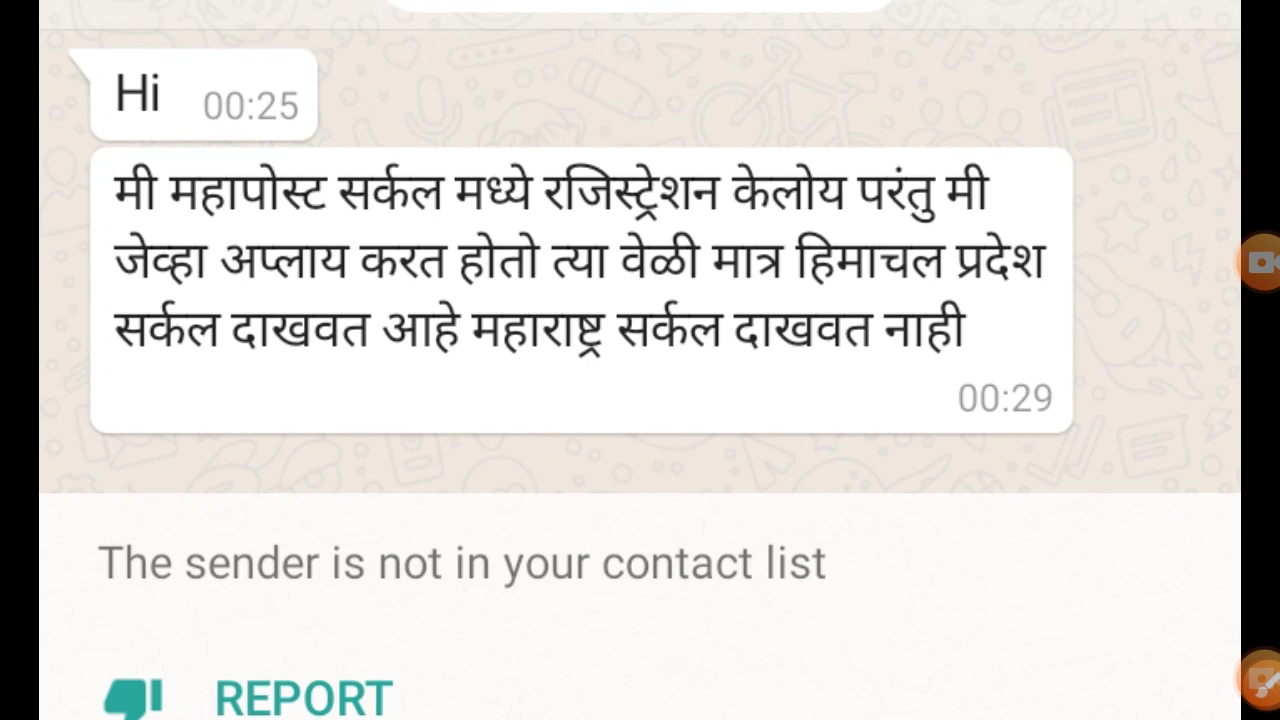 Hi 00:25
मी महापोस्ट सर्कल मध्ये रजिस्ट्रेशन केलोय परंतु मी
जेव्हा अप्लाय करत होतो त्या वेळी मात्र हिमाचल प्रदेश
सर्कल दाखवत आहे महाराष्ट्र सर्कल दाखवत नाही
00:29
The sender is not in your contact list
REPORT